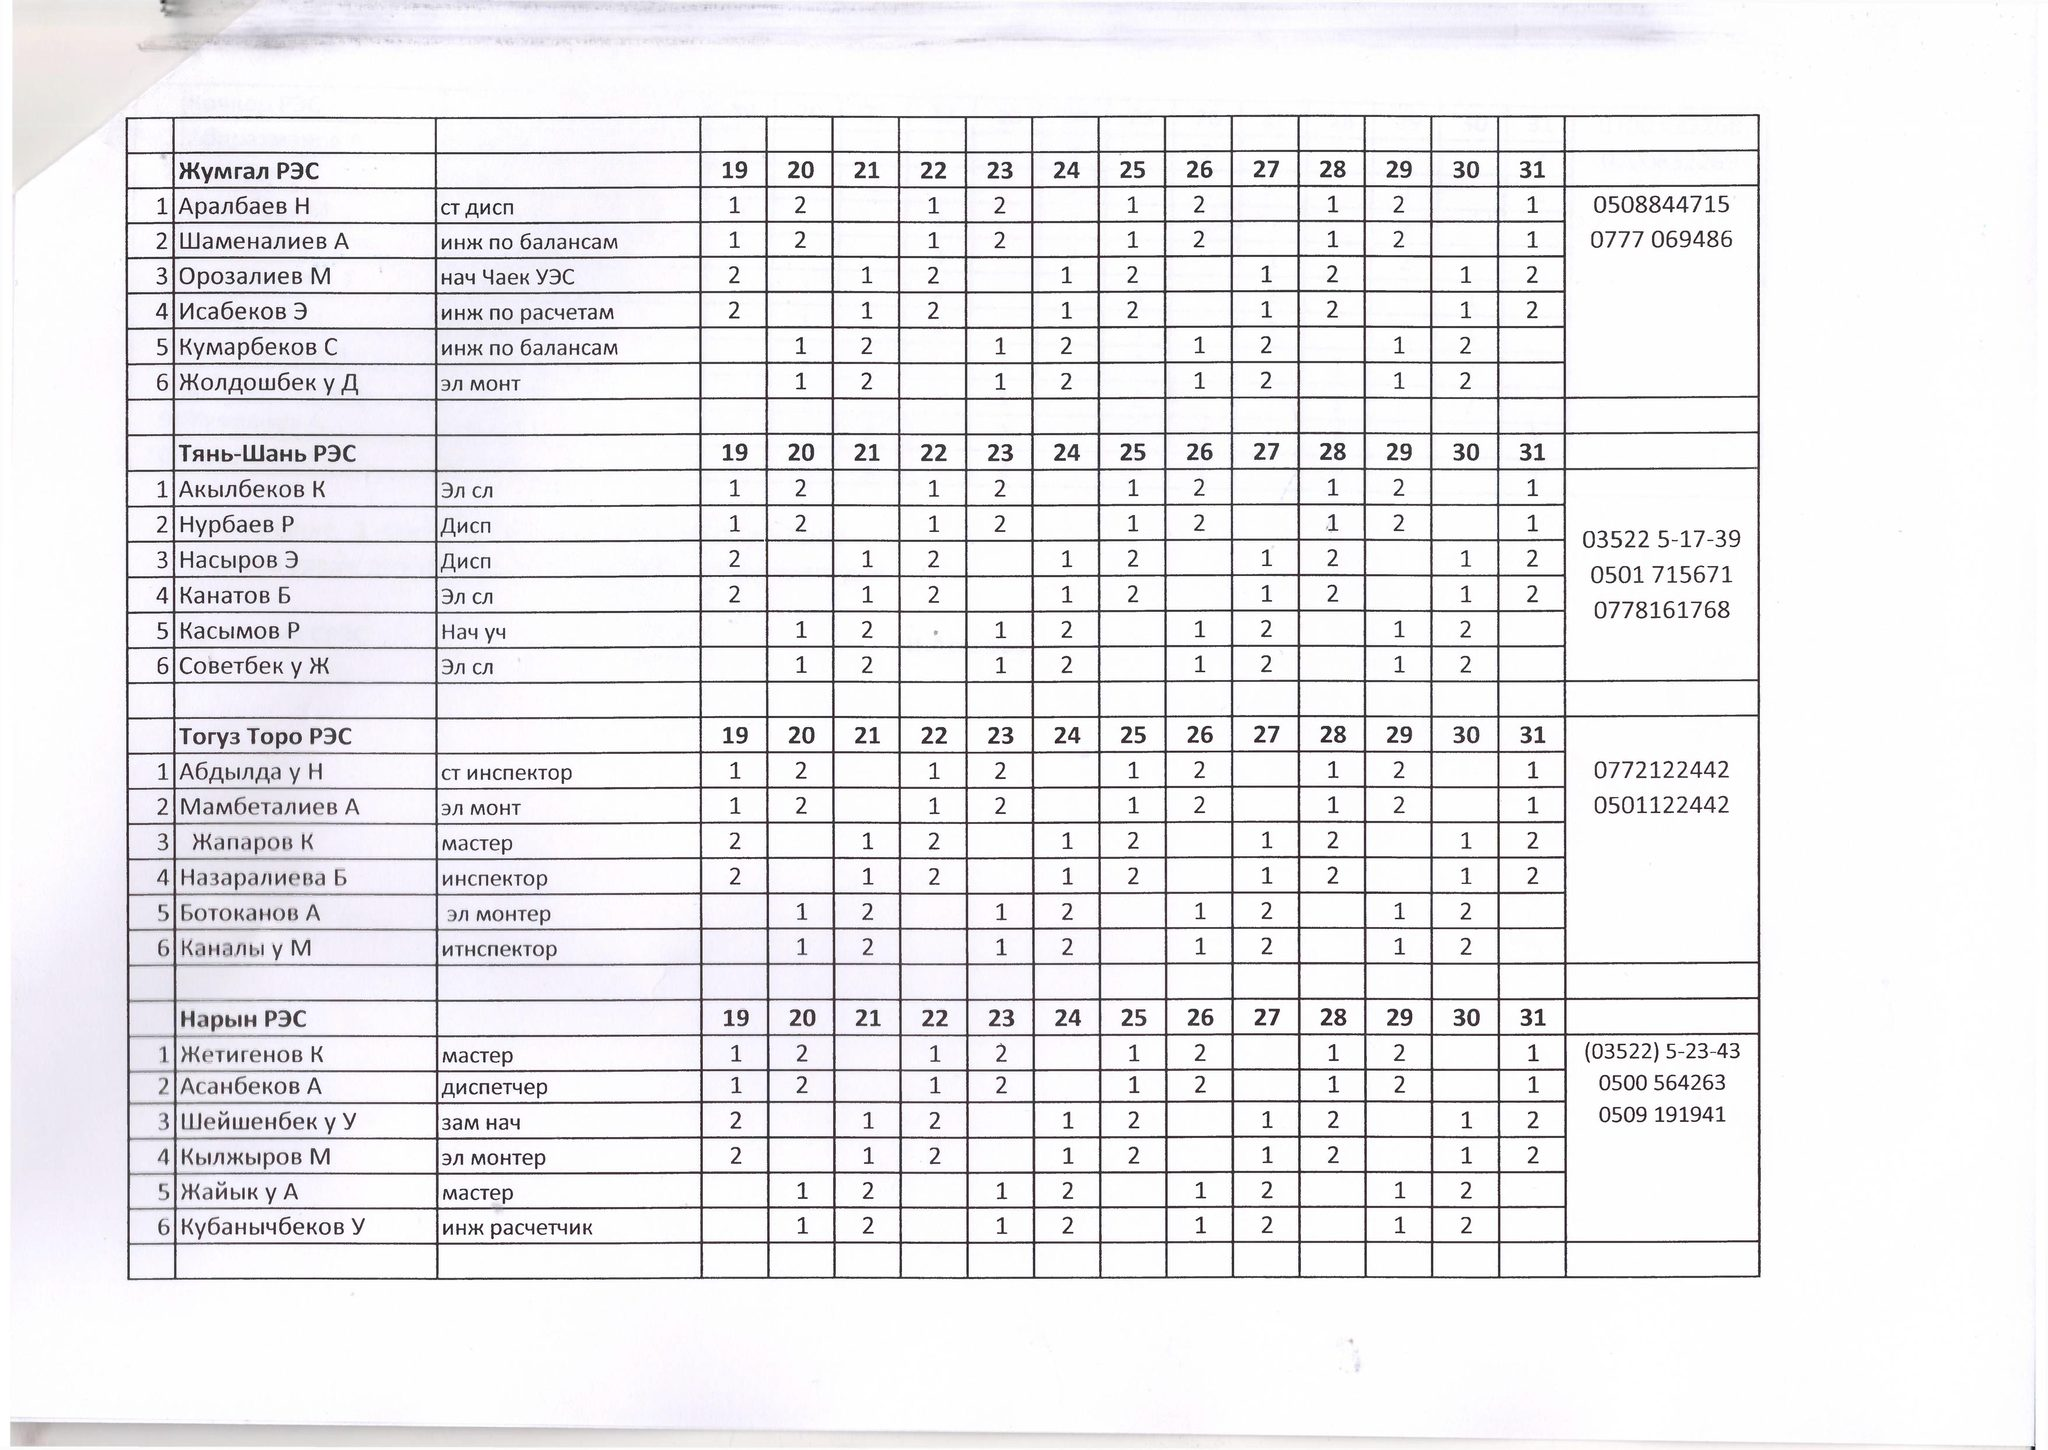 Жумгал РЭС 19 20 21 22 23 24 25 26 27 28 29 30 31
1 Аралбаев Н ст дисп 1 2 1 2 1 2 1 2 1 0508844715
2 Шаменалиев А инж по балансам 1 2 1 2 1 2 1 2 1 0777 069486
3 Орозалиев М нач Чаек УЭС 2 1 2 1 2 1 2 1 2
4 Исабеков Э инж по расчетам 2 1 2 1 2 1 2 1 2
5 Кумарбеков С инж по балансам 1 2 1 2 1 2 1 2
6 Жолдошбек у Д эл монт 1 2 1 2 1 2 1 2
Тянь-Шань РЭС 19 20 21 22 23 24 25 26 27 28 29 30 31
1 Акылбеков К Эл сл 1 2 1 2 1 2 1 2 1
2 Нурбаев Р Дисп 1 2 1 2 1 2 1 2 1
03522 5-17-39
3 Насыров Э Дисп 2 1 2 1 2 1 2 1 2
0501 715671
4 Канатов Б Эл сл 2 1 2 1 2 1 2 1 2
0778161768
5 Касымов Р Нач уч 1 2 1 2 1 2 1 2
6 Советбек у Ж Эл сл 1 2 1 2 1 2 1 2
Тогуз Торо РЭС 19 20 21 22 23 24 25 26 27 28 29 30 31
1 Абдылда у Н ст инспектор 1 2 1 2 1 2 1 2 1 0772122442
2 Мамбеталиев А эл монт 1 2 1 2 1 2 1 2 1 0501122442
3 Жапаров К мастер 2 1 2 1 2 1 2 1 2
4 Назаралиева Б инспектор 2 1 2 1 2 1 2 1 2
5 Ботоканов А эл монтер 1 2 1 2 1 2 1 2
6 Каналы у М итнспектор 1 2 1 2 1 2 1 2
Нарын РЭС 19 20 21 22 23 24 25 26 27 28 29 30 31
1 Жетигенов К мастер 1 2 1 2 1 2 1 2 1 (03522) 5-23-43
2 Асанбеков А диспетчер 1 2 1 2 1 2 1 2 1 0500 564263
3 Шейшенбек у У зам нач 2 1 2 1 2 1 2 1 2 0509 191941
4 Кылжыров М эл монтер 2 1 2 1 2 1 2 1 2
5 Жайык у А мастер 1 2 1 2 1 2 1 2
6 Кубанычбеков У инж расчетчик 1 2 1 2 1 2 1 2